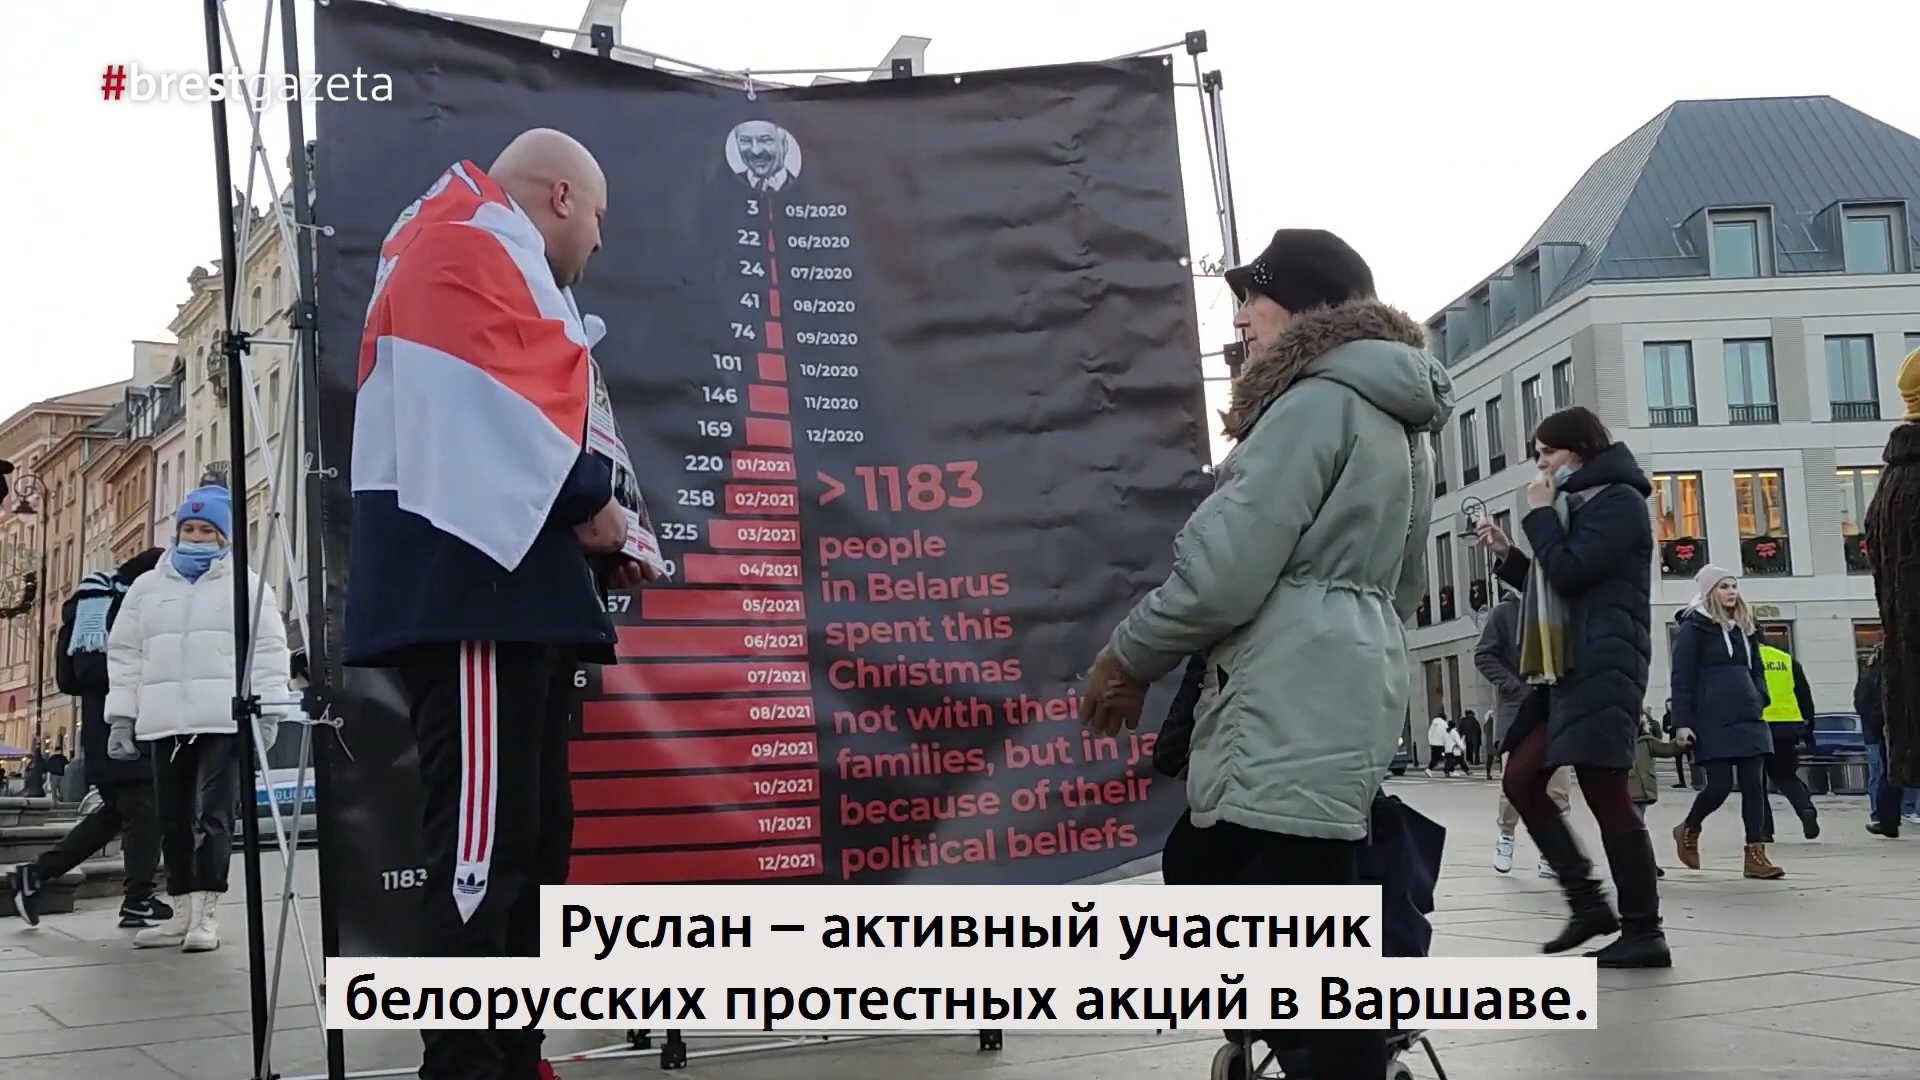 #brestgazeta
3 05/2020
22 06/2020
24 07/2020
41 08/2020
74 09/2020
101 10/2020
146 11/2020
169 12/2020
220 01/2021
258 02/2021
325 03/2021
04/2021
05/2021
06/2021
07/2021
08/2021
09/2021
10/2021
11/2021
1183 12/2021
> 1183
people
in Belarus
spent this
Christmas
not with
families, but in
because of their
political beliefs
Руслан – активный участник
белорусских протестных акций в Варшаве.